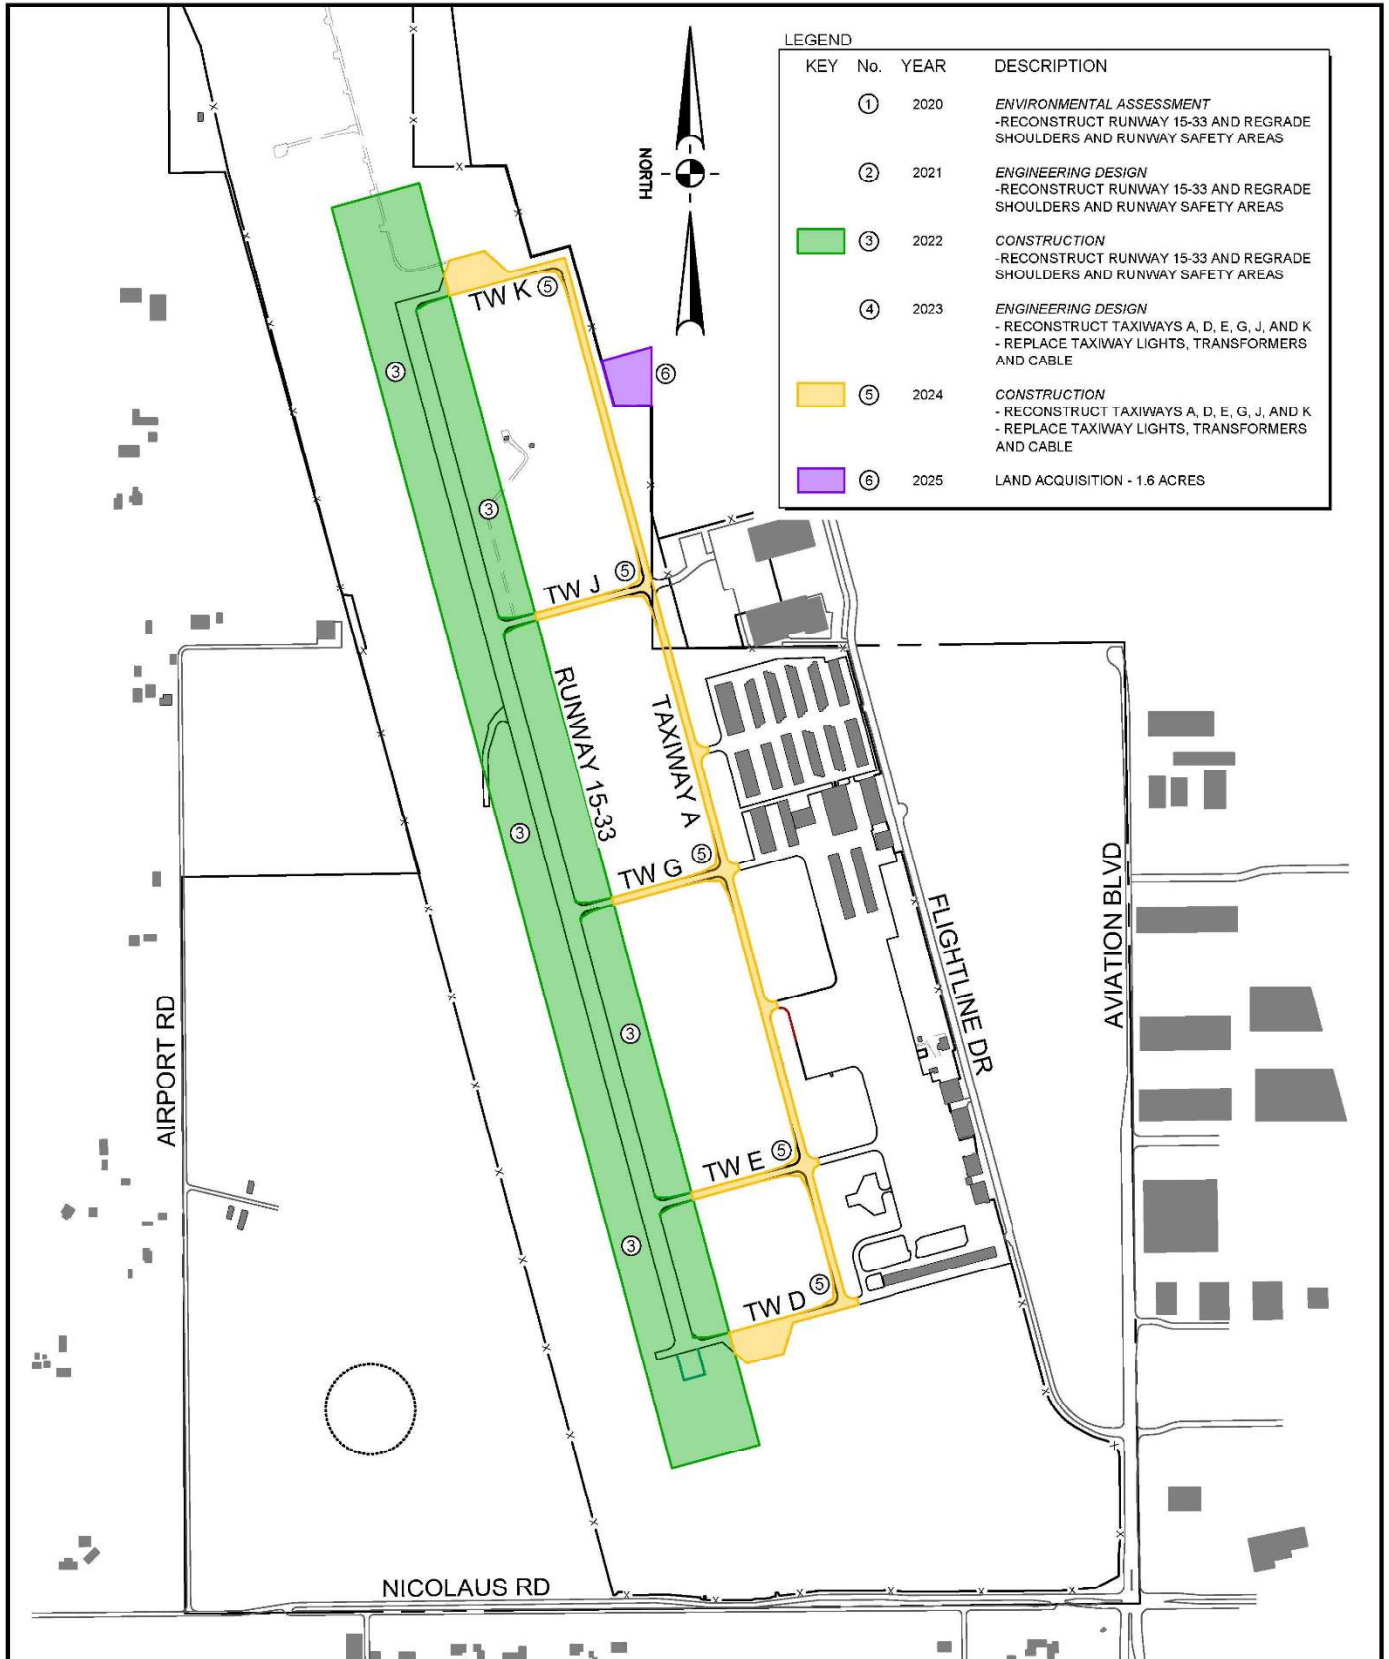 LEGEND
KEY No. YEAR DESCRIPTION
1 2020 ENVIRONMENTAL ASSESSMENT
-RECONSTRUCT RUNWAY 15-33 AND REGRADE
SHOULDERS AND RUNWAY SAFETY AREAS
2 2021 ENGINEERING DESIGN
-RECONSTRUCT RUNWAY 15-33 AND REGRADE
SHOULDERS AND RUNWAY SAFETY AREAS
3 2022 CONSTRUCTION
-RECONSTRUCT RUNWAY 15-33 AND REGRADE
SHOULDERS AND RUNWAY SAFETY AREAS
4 2023 ENGINEERING DESIGN
- RECONSTRUCT TAXIWAYS A, D, E, G, J, AND K
- REPLACE TAXIWAY LIGHTS, TRANSFORMERS
AND CABLE
5 2024 CONSTRUCTION
- RECONSTRUCT TAXIWAYS A, D, E, G, J, AND K
- REPLACE TAXIWAY LIGHTS, TRANSFORMERS
AND CABLE
6 2025 LAND ACQUISITION - 1.6 ACRES
NORTH
TW K 5
3
6
3
TW J 5
RUNWAY 15-33
TAXIWAY A
3
TW G 5
FLIGHTLINE DR
AVIATION BLVD
AIRPORT RD
3
TW E 5
3
TW D 5
NICOLAUS RD